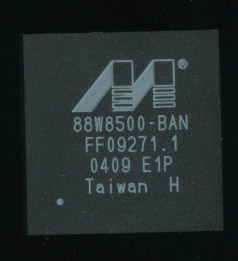 ®
88W8500-BAN
FF09271.1
0409 E1P
Taiwan H